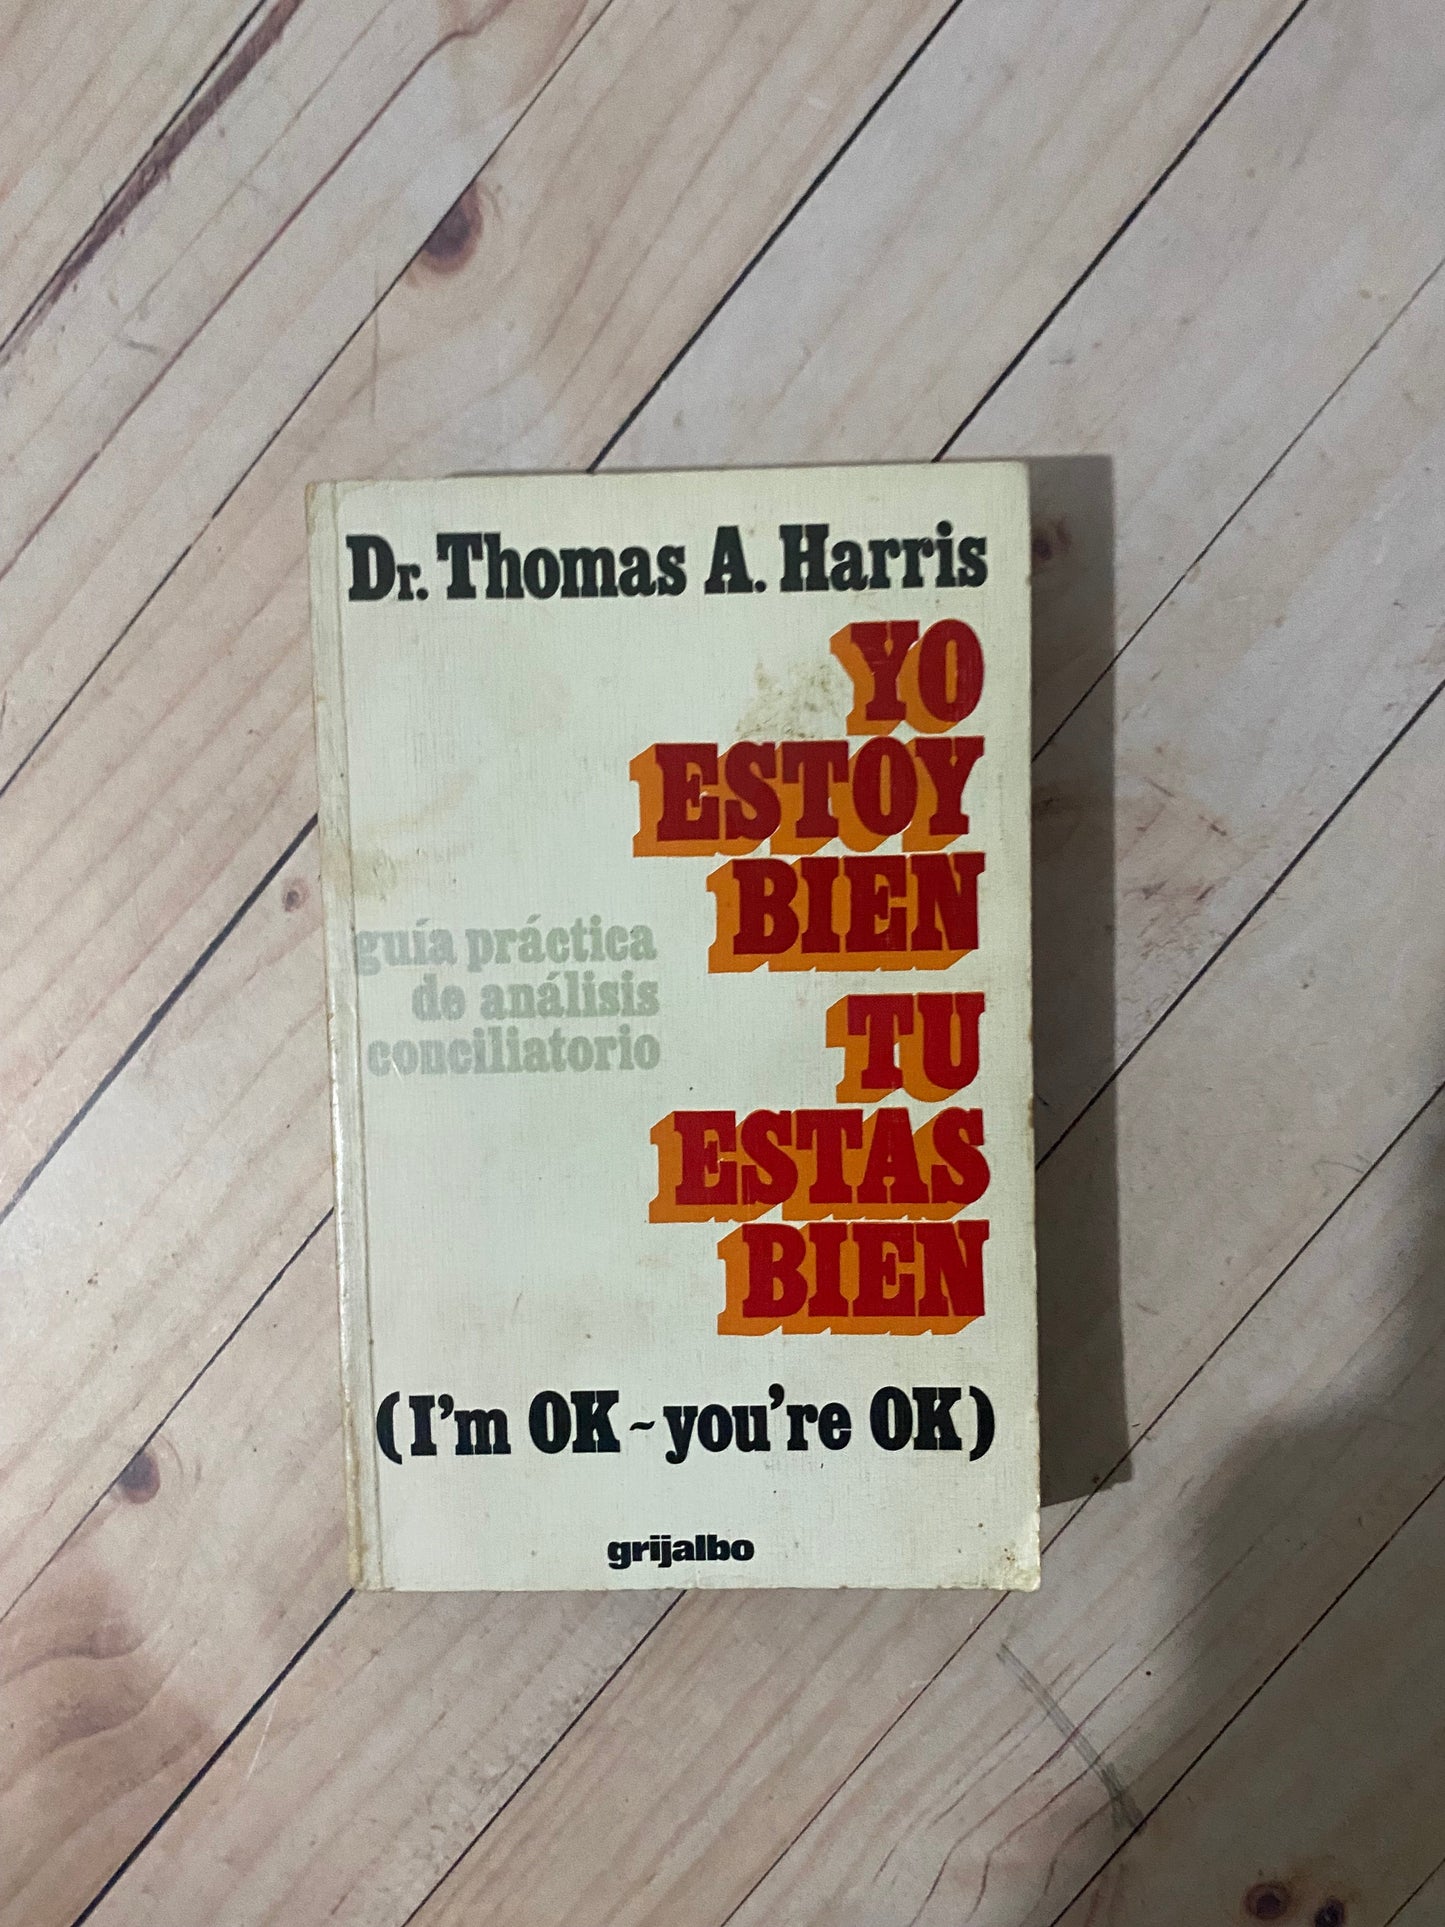 Dr. Thomas A. Harris
YO
ESTOY
BIEN
guía práctica
de análisis
conciliatorio
TU
ESTAS
BIEN
(I'm OK ~ you're OK)
grijalbo